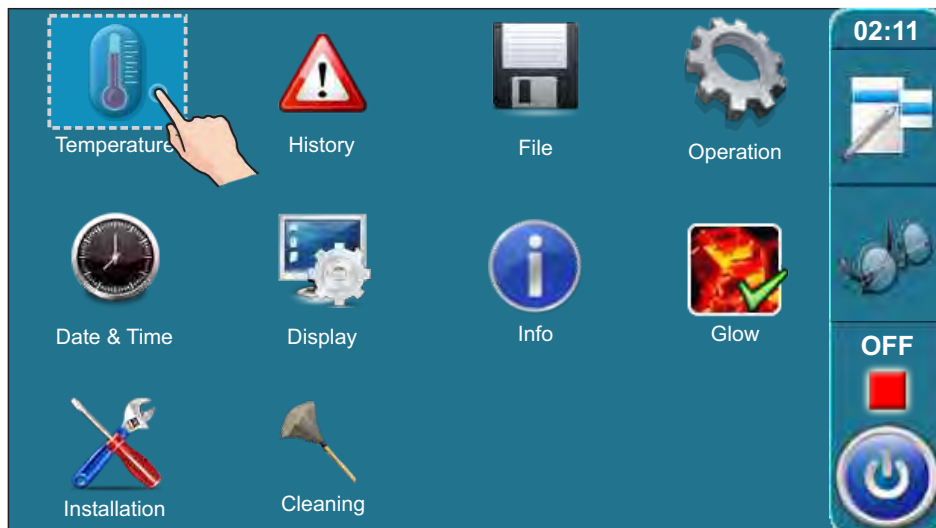 02:11
Temperature
History
File
Operation
Date & Time
Display
Info
Glow
OFF
Installation
Cleaning